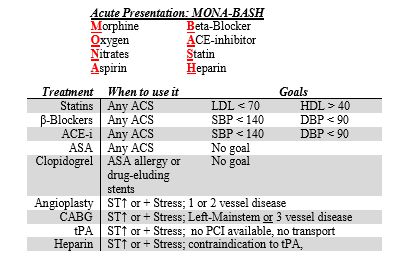 Acute Presentation: MONA-BASH
Morphine Beta-Blocker
Oxygen ACE-inhibitor
Nitrates Statin
Aspirin Heparin
Treatment When to use it Goals
Statins Any ACS LDL < 70 HDL > 40
β-Blockers Any ACS SBP < 140 DBP < 90
ACE-i Any ACS SBP < 140 DBP < 90
ASA Any ACS No goal
Clopidogrel ASA allergy or No goal
drug-eluding
stents
Angioplasty ST↑ or + Stress; 1 or 2 vessel disease
CABG ST↑ or + Stress; Left-Mainstem or 3 vessel disease
tPA ST↑ or + Stress; no PCI available, no transport
Heparin ST↑ or + Stress; contraindication to tPA,